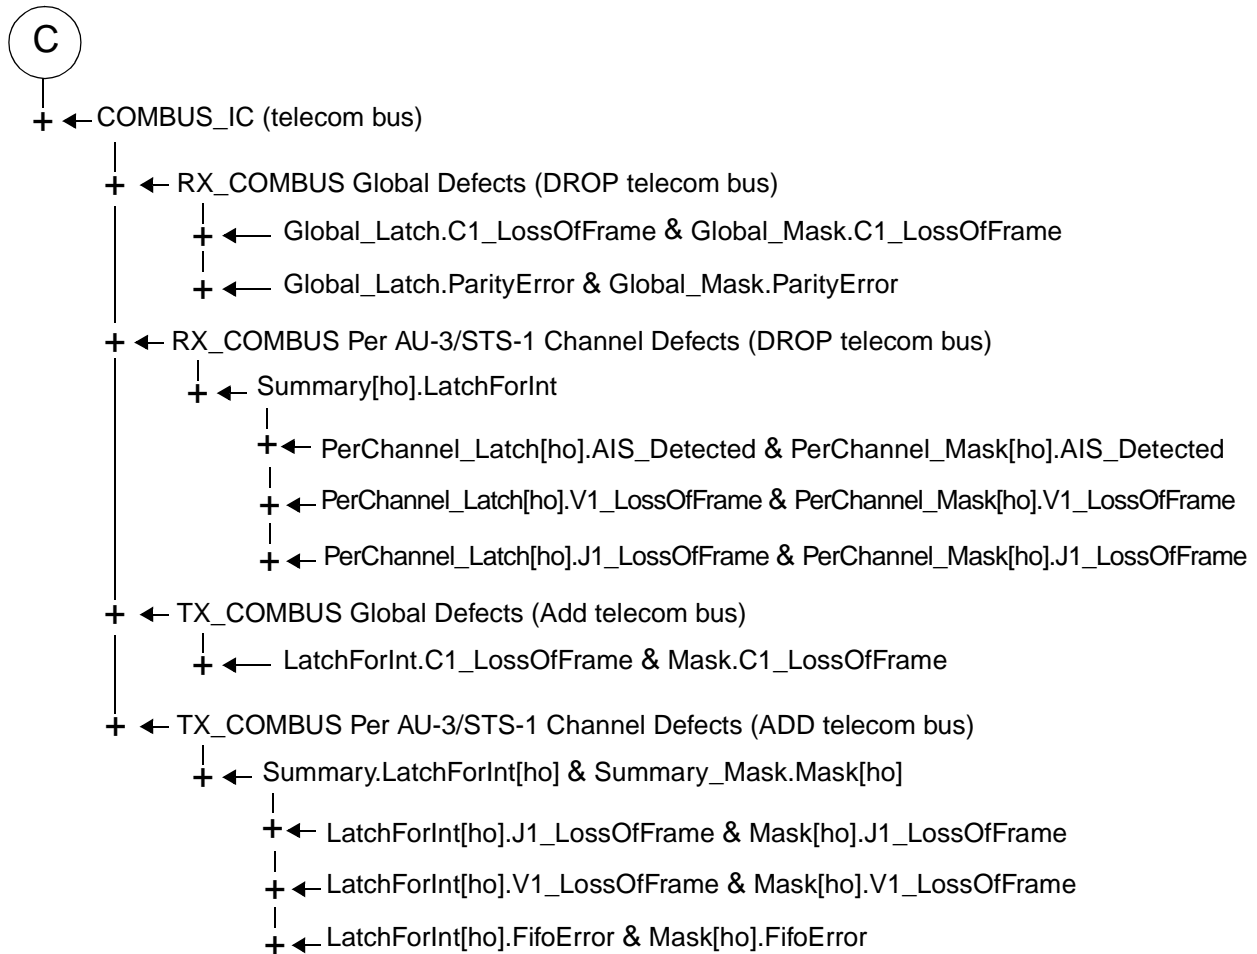 C
+ ← COMBUS_IC (telecom bus)
+ ← RX_COMBUS Global Defects (DROP telecom bus)
+ ← Global_Latch.C1_LossOfFrame & Global_Mask.C1_LossOfFrame
+ ← Global_Latch.ParityError & Global_Mask.ParityError
+ ← RX_COMBUS Per AU-3/STS-1 Channel Defects (DROP telecom bus)
+ ← Summary[ho].LatchForInt
+ ← PerChannel_Latch[ho].AIS_Detected & PerChannel_Mask[ho].AIS_Detected
+ ← PerChannel_Latch[ho].V1_LossOfFrame & PerChannel_Mask[ho].V1_LossOfFrame
+ ← PerChannel_Latch[ho].J1_LossOfFrame & PerChannel_Mask[ho].J1_LossOfFrame
+ ← TX_COMBUS Global Defects (Add telecom bus)
+ ← LatchForInt.C1_LossOfFrame & Mask.C1_LossOfFrame
+ ← TX_COMBUS Per AU-3/STS-1 Channel Defects (ADD telecom bus)
+ ← Summary.LatchForInt[ho] & Summary_Mask.Mask[ho]
+ ← LatchForInt[ho].J1_LossOfFrame & Mask[ho].J1_LossOfFrame
+ ← LatchForInt[ho].V1_LossOfFrame & Mask[ho].V1_LossOfFrame
+ ← LatchForInt[ho].FifoError & Mask[ho].FifoError